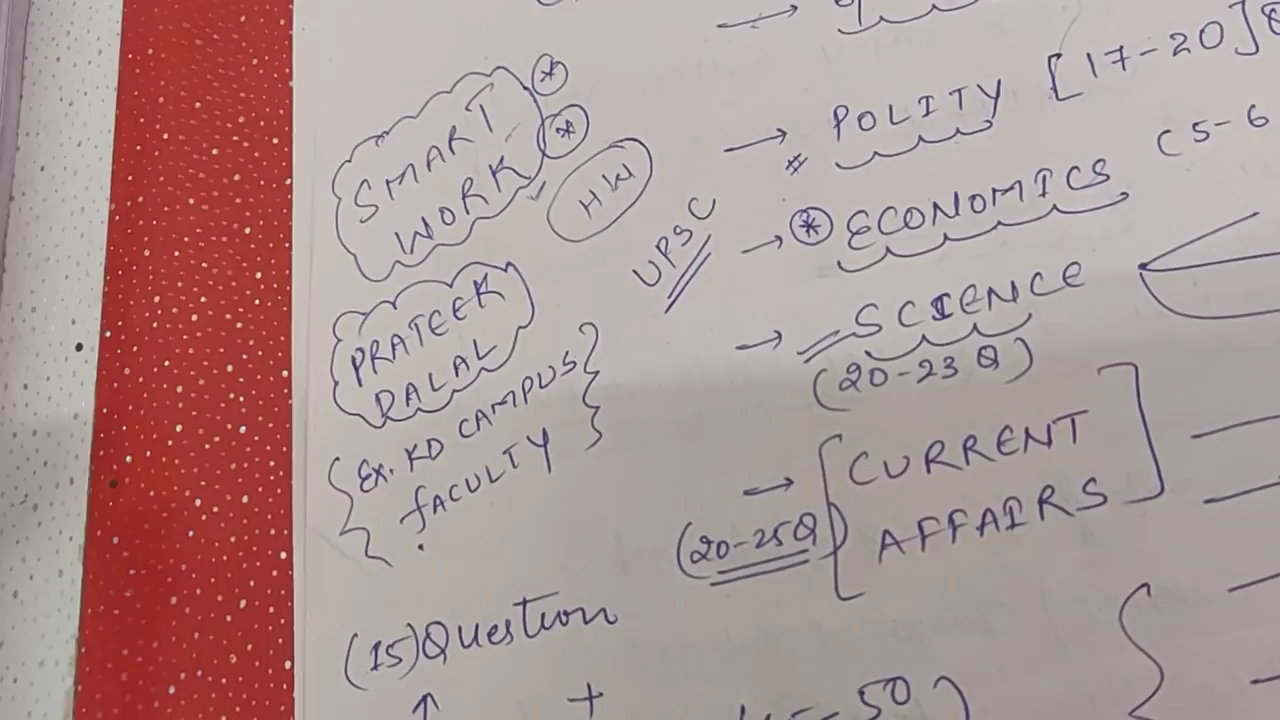 SMART
WORK
HW
PRATEEK
DALAL
Ex. KD CAMPUS
fACULTY
UPSC
→ POLITY [17-20]
# 
→ * ECONOMICS (5-6
→ SCIENCE
(20-23 Q)
→ CURRENT
(20-25Q) AFFAIRS
(15) Question
↑ +
50)